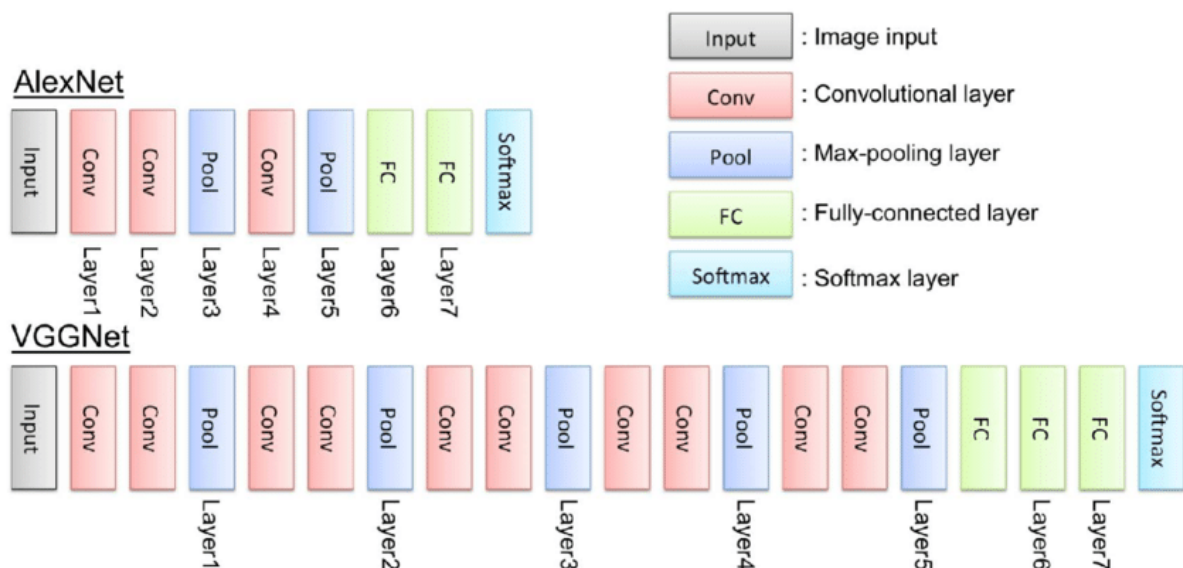 AlexNet
Input Conv Conv Pool Conv Pool FC FC Softmax
Layer1 Layer2 Layer3 Layer4 Layer5 Layer6 Layer7
Input : Image input
Conv : Convolutional layer
Pool : Max-pooling layer
FC : Fully-connected layer
Softmax : Softmax layer
VGGNet
Input Conv Conv Pool Conv Conv Pool Conv Conv Pool Conv Conv Pool Conv Conv Pool FC FC FC Softmax
Layer1 Layer2 Layer3 Layer4 Layer5 Layer6 Layer7